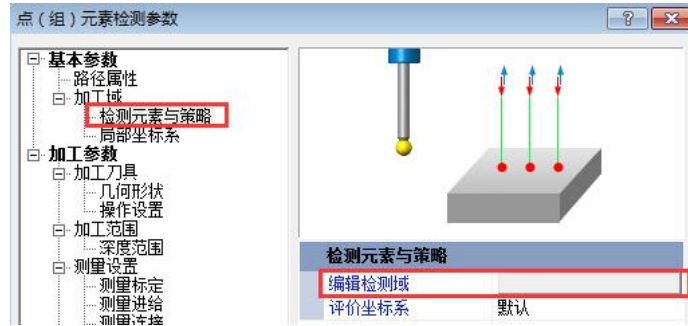 点(组)元素检测参数
基本参数
路径属性
加工域
检测元素与策略
局部坐标系
加工参数
加工刀具
几何形状
操作设置
加工范围
深度范围
测量设置
测量标定
测量进给
测量连接
检测元素与策略
编辑检测域
评价坐标系 默认